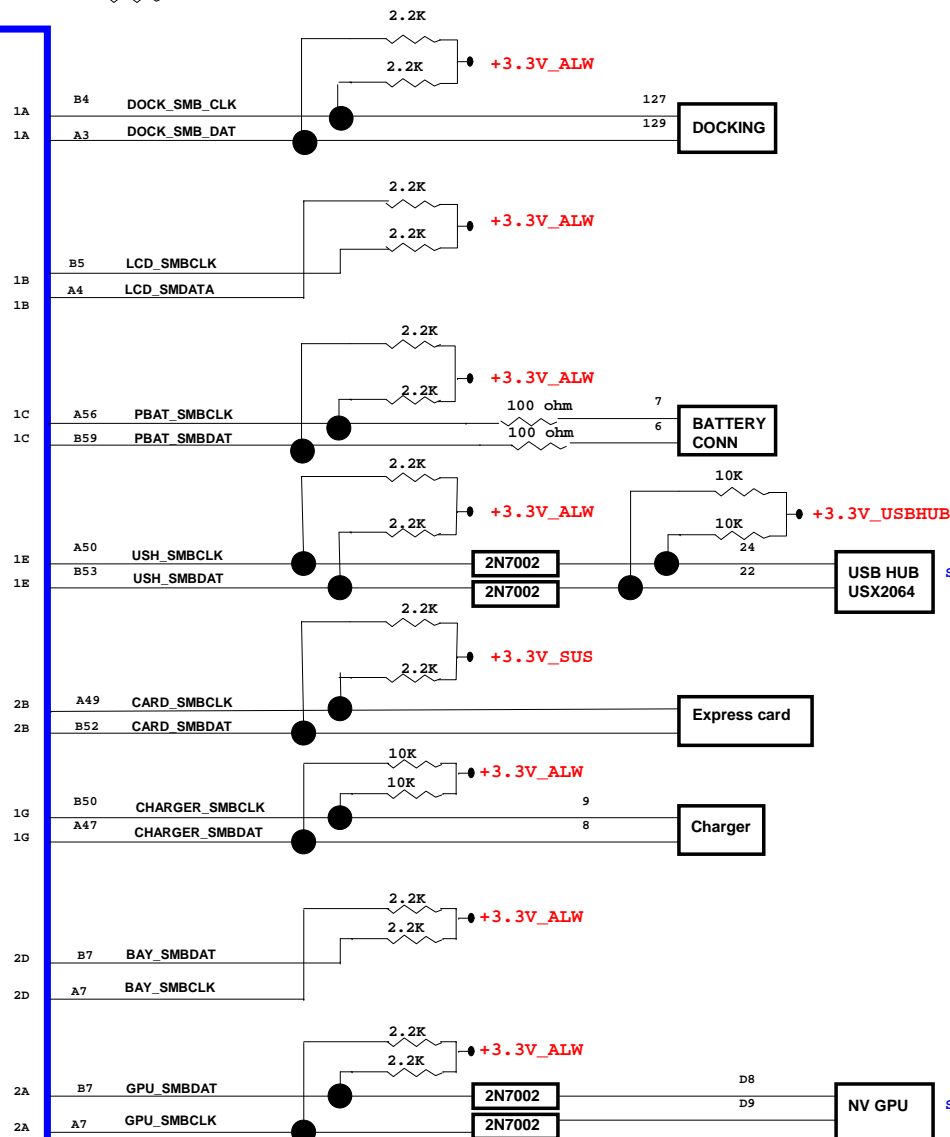 2.2K
2.2K
+3.3V_ALW
1A B4 DOCK_SMB_CLK 127
1A A3 DOCK_SMB_DAT 129
DOCKING
2.2K
2.2K
+3.3V_ALW
1B B5 LCD_SMBCLK
1B A4 LCD_SMDATA
2.2K
2.2K
+3.3V_ALW
1C A56 PBAT_SMBCLK 100 ohm 7
1C B59 PBAT_SMBDAT 100 ohm 6
BATTERY
CONN
2.2K
2.2K
+3.3V_ALW
10K
10K
+3.3V_USBHUB
1E A50 USH_SMBCLK 2N7002 24
1E B53 USH_SMBDAT 2N7002 22
USB HUB
USX2064
2.2K
2.2K
+3.3V_SUS
2B A49 CARD_SMBCLK
2B B52 CARD_SMBDAT
Express card
10K
10K
+3.3V_ALW
1G B50 CHARGER_SMBCLK 9
1G A47 CHARGER_SMBDAT 8
Charger
2.2K
2.2K
+3.3V_ALW
2D B7 BAY_SMBDAT
2D A7 BAY_SMBCLK
2.2K
2.2K
+3.3V_ALW
2A B7 GPU_SMBDAT 2N7002 D8
2A A7 GPU_SMBCLK 2N7002 D9
NV GPU